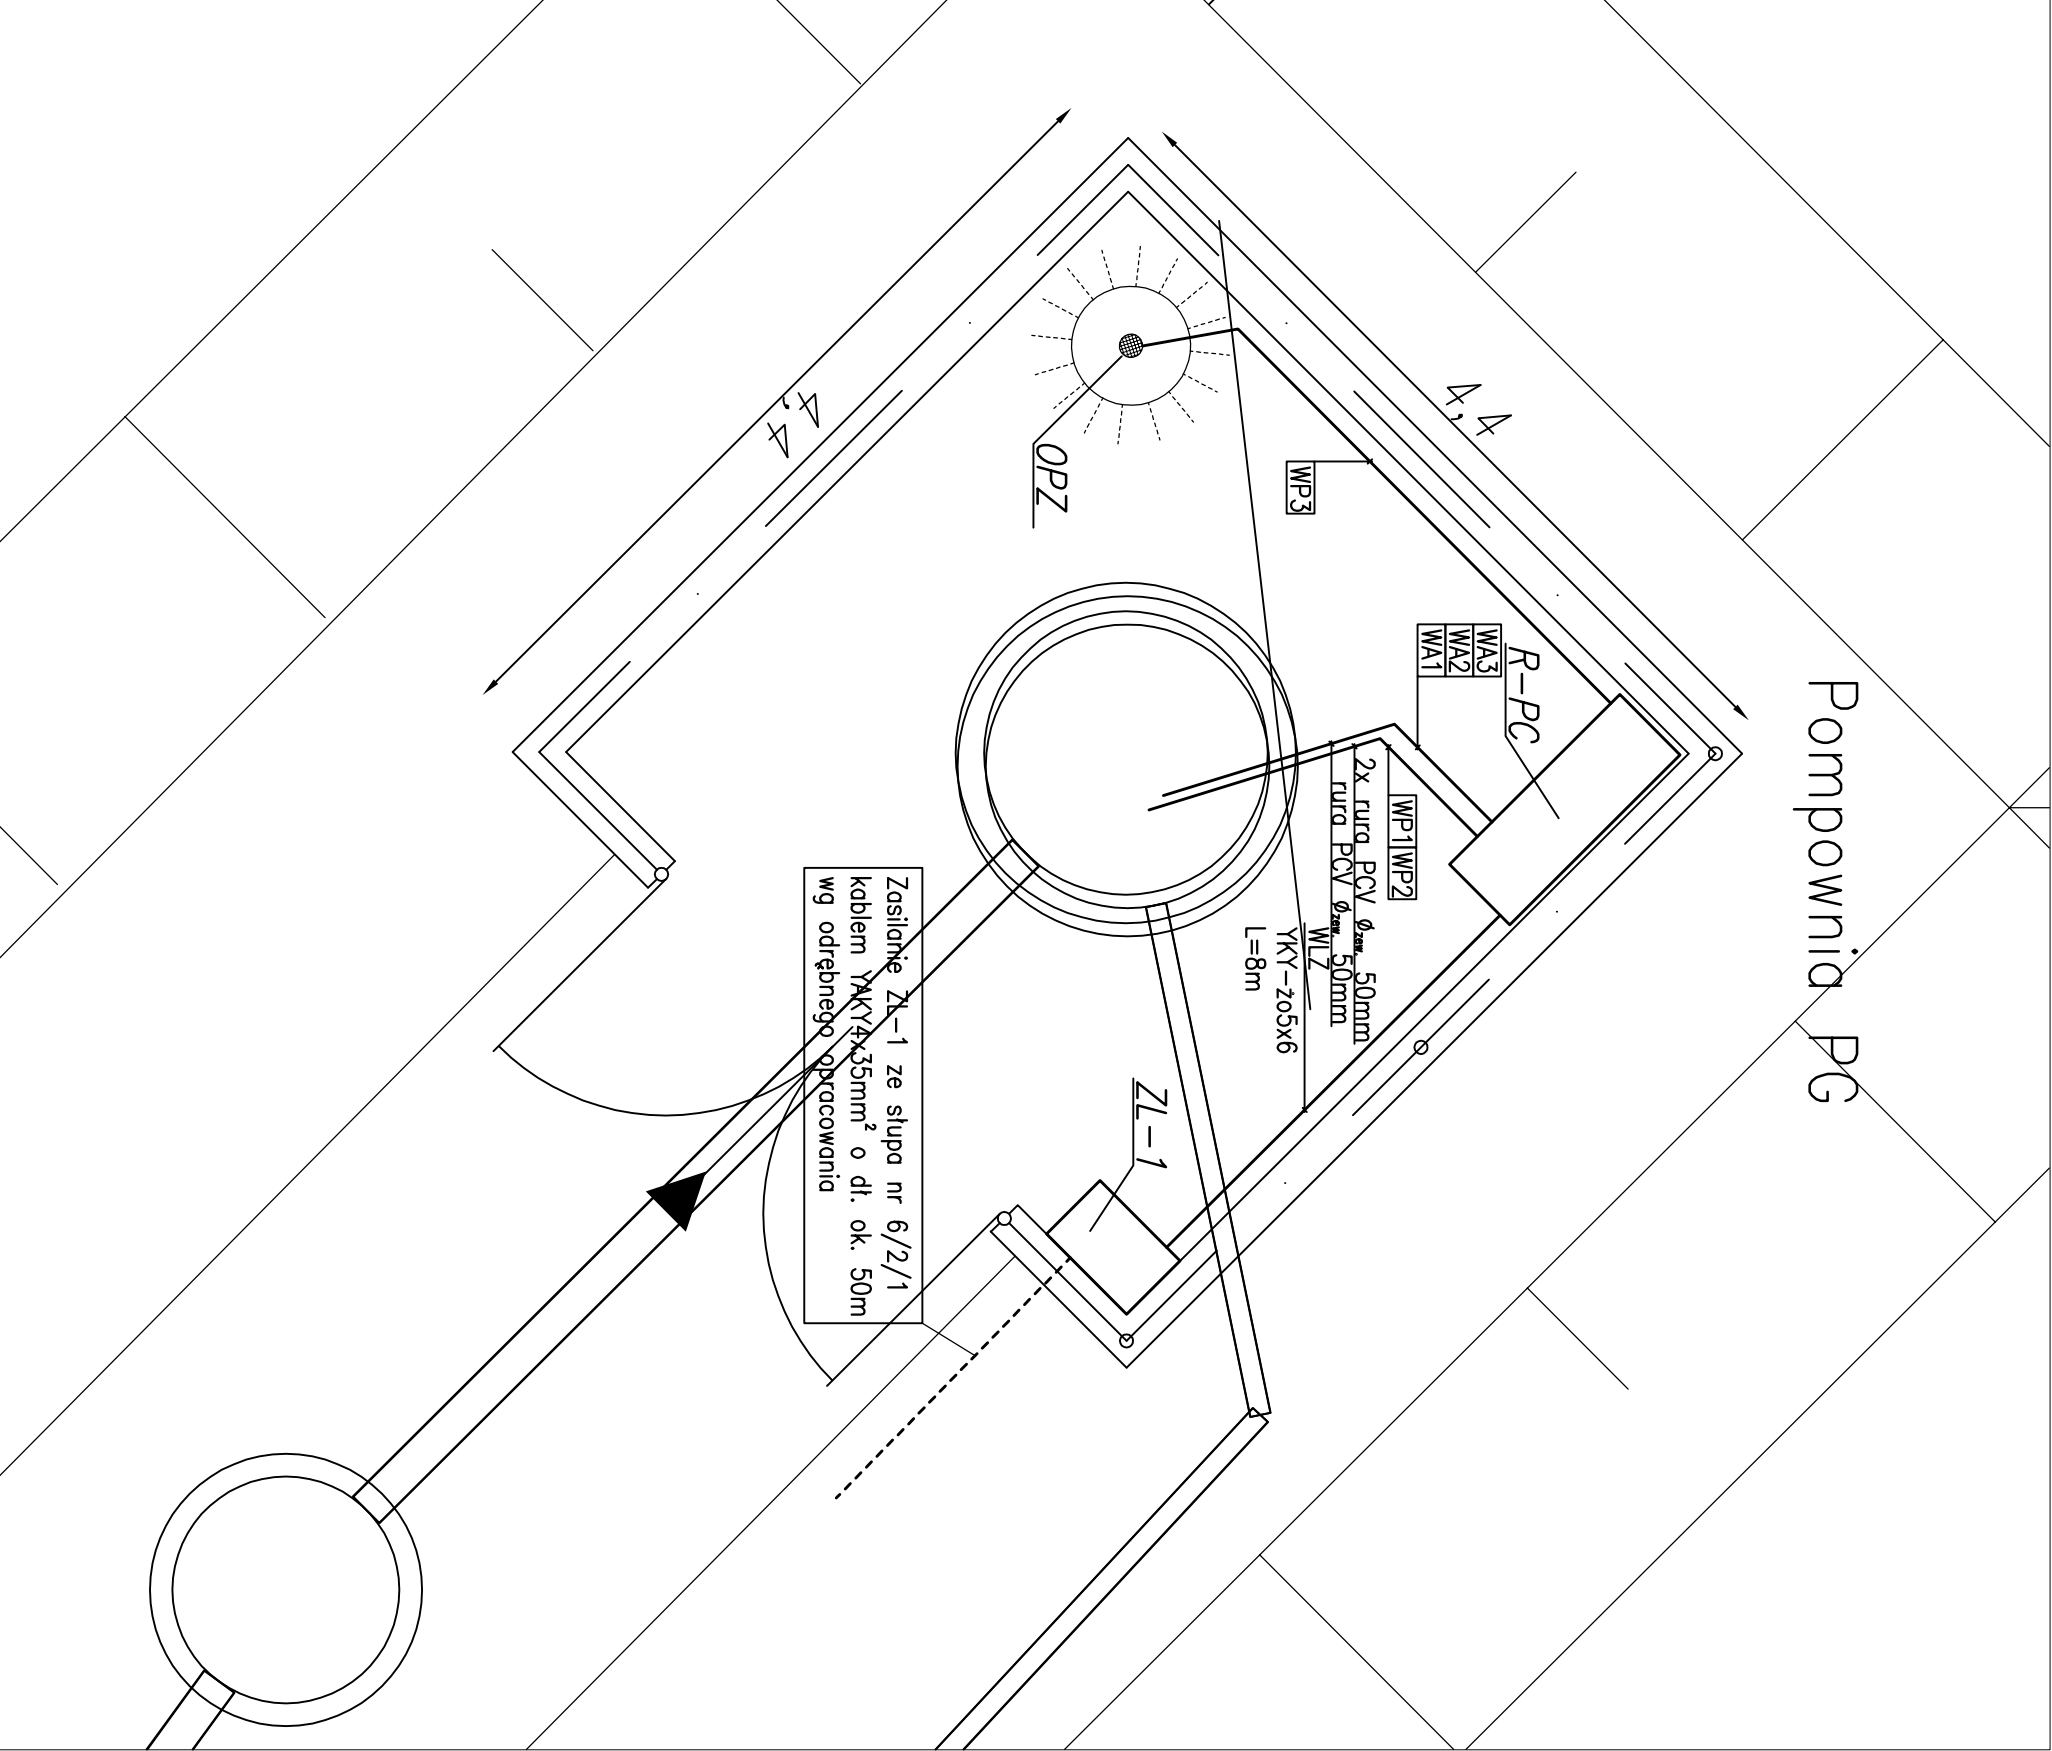 Pompownia PG
4,4
4,4
R-PC
WA3
WA2
WA1
WP1 WP2
2x rura PCV Øzew. 50mm
rura PCV Øzew. 50mm
WP3
WLZ
YKY-żo5x6
L=8m
ZL-1
OPZ
Zasilanie ZL-1 ze słupa nr 6/2//1
kablem YAKY4x35mm² o dł. ok. 50m
wg odrębnego opracowania